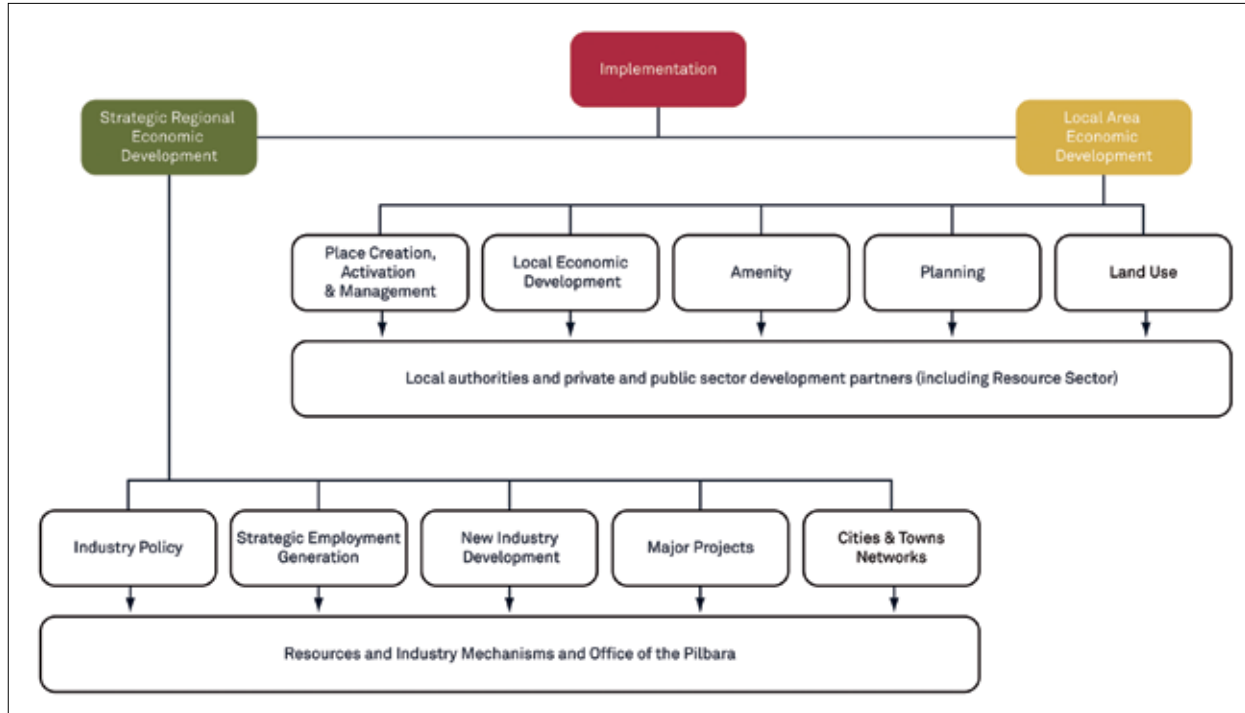 Implementation
Strategic Regional
Economic
Development
Local Area
Economic
Development
Place Creation,
Activation
& Management
Local Economic
Development
Amenity
Planning
Land Use
Local authorities and private and public sector development partners (including Resource Sector)
Industry Policy
Strategic Employment
Generation
New Industry
Development
Major Projects
Cities & Towns
Networks
Resources and Industry Mechanisms and Office of the Pilbara